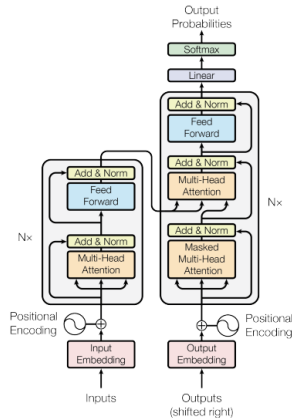 Output
Probabilities
Softmax
Linear
Add & Norm
Feed
Forward
Add & Norm
Multi-Head
Attention
Add & Norm
Masked
Multi-Head
Attention
N×
Positional
Encoding
Output
Embedding
Outputs
(shifted right)
Add & Norm
Feed
Forward
Add & Norm
Multi-Head
Attention
N×
Positional
Encoding
Input
Embedding
Inputs